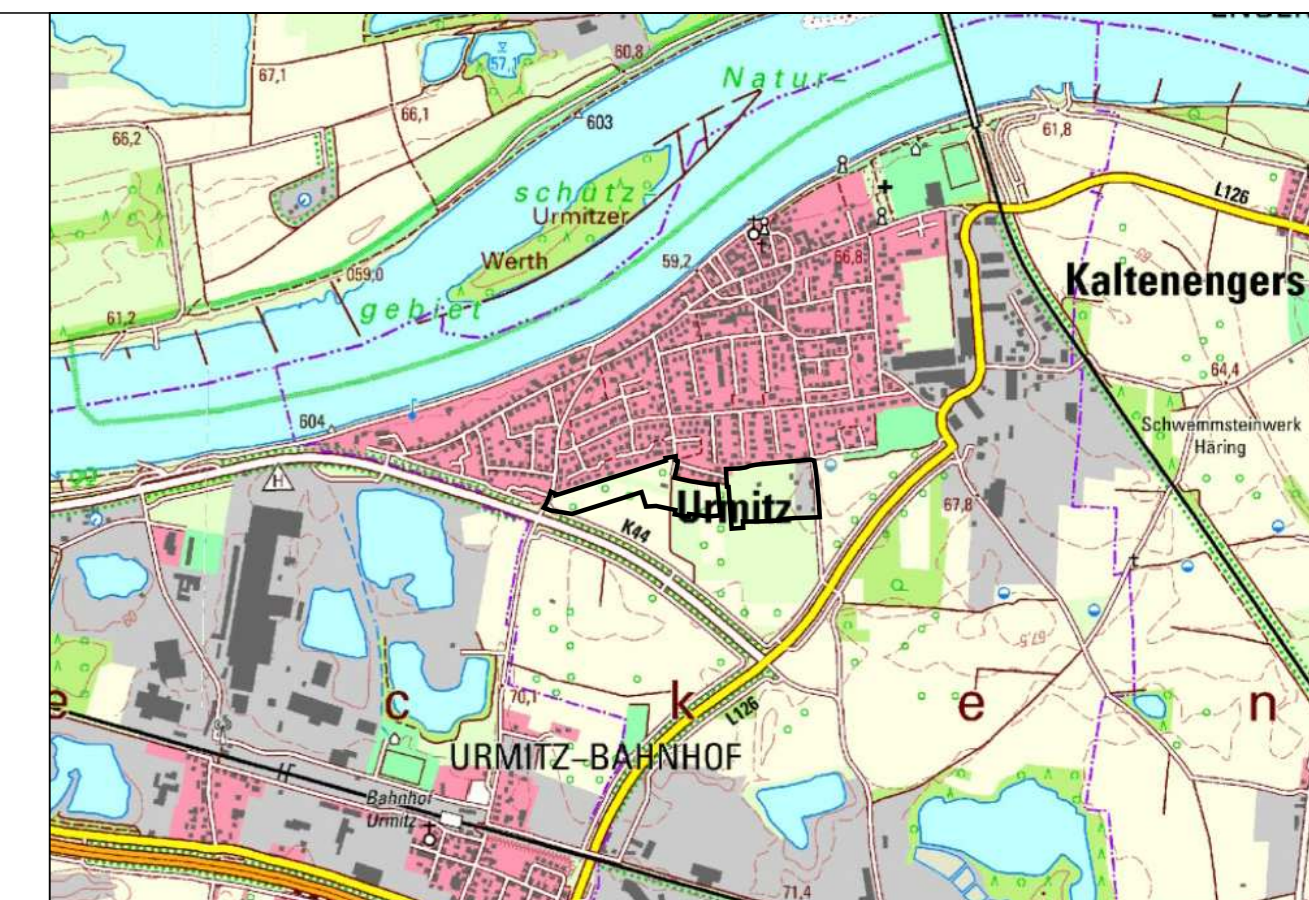 60,8
67,1
57,1
Natur-
66,1
603
66,2
61,8
schutz-
L126
Urmitzer
Werth
59,2
66,8
059,0
Kaltenengers
gebiet
61,2
64,4
604
Schwemmsteinwerk
Häring
H
Urmitz
67,8
K44
67,5
70,1
e c k e n
L126
URMITZ-BAHNHOF
Bahnhof
Urmitz
71,4